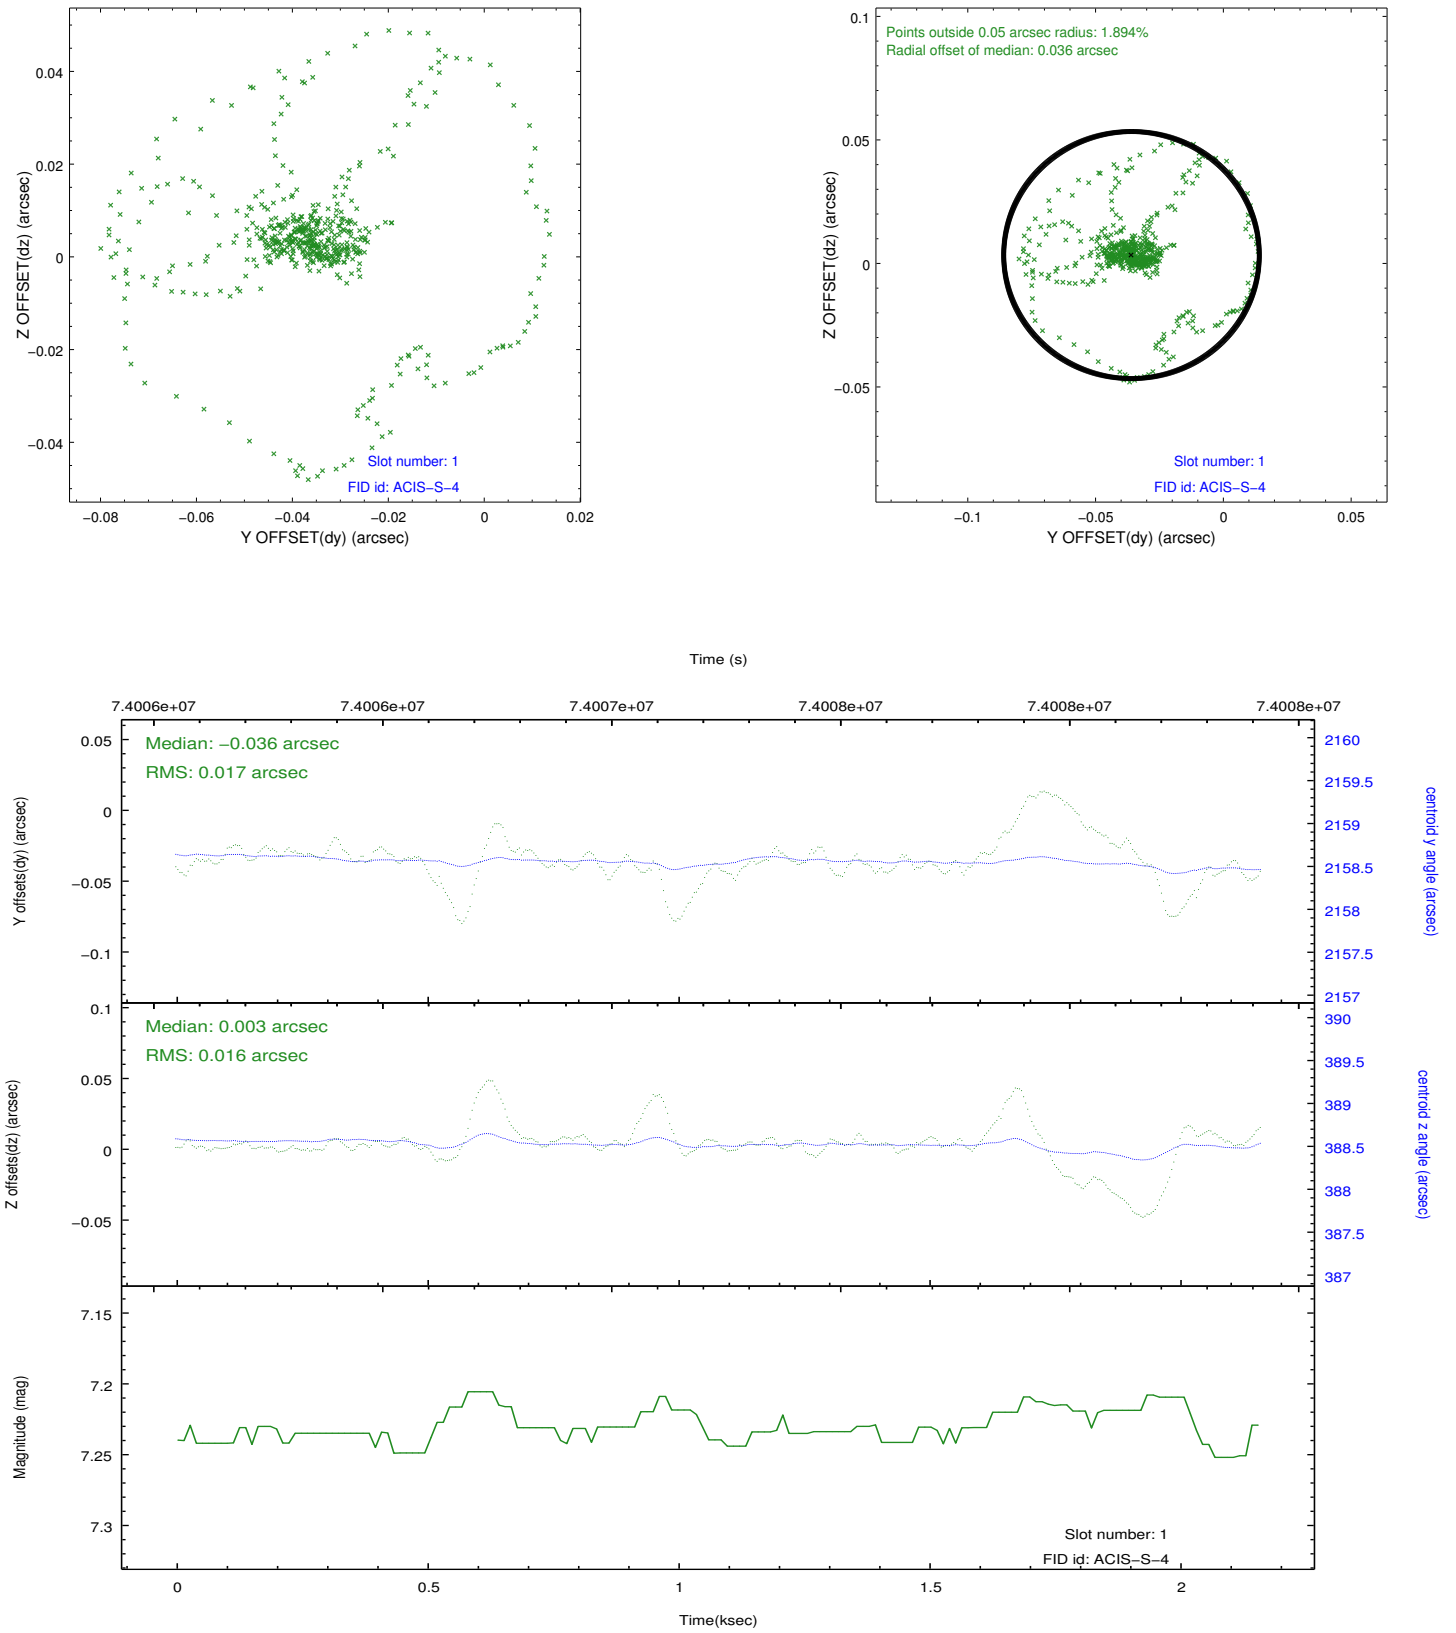 0.04
0.02
0
−0.02
−0.04
Z OFFSET(dz) (arcsec)
Slot number: 1
FID id: ACIS−S−4
−0.08
−0.06
−0.04
−0.02
0
0.02
Y OFFSET(dy) (arcsec)
0.1
0.05
0
−0.05
Z OFFSET(dz) (arcsec)
Points outside 0.05 arcsec radius: 1.894%
Radial offset of median: 0.036 arcsec
Slot number: 1
FID id: ACIS−S−4
−0.1
−0.05
0
0.05
Y OFFSET(dy) (arcsec)
Time (s)
7.4006e+07
7.4006e+07
7.4007e+07
7.4008e+07
7.4008e+07
7.4008e+07
0.05
0
−0.05
−0.1
Y offsets(dy) (arcsec)
Median: −0.036 arcsec
RMS: 0.017 arcsec
2160
2159.5
2159
2158.5
2158
2157.5
2157
centroid y angle (arcsec)
0.1
0.05
0
−0.05
Z offsets(dz) (arcsec)
Median: 0.003 arcsec
RMS: 0.016 arcsec
390
389.5
389
388.5
388
387.5
387
centroid z angle (arcsec)
7.15
7.2
7.25
7.3
Magnitude (mag)
Slot number: 1
FID id: ACIS−S−4
0
0.5
1
1.5
2
Time(ksec)